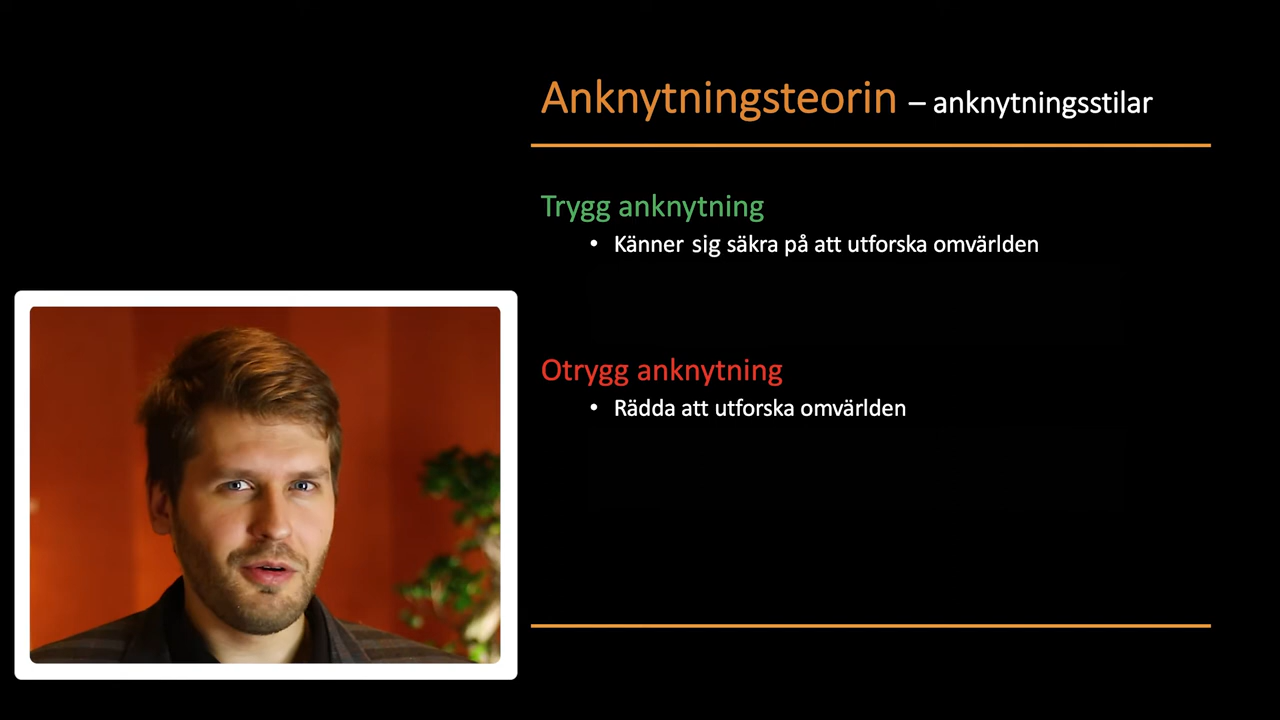 Anknytningsteorin – anknytningsstilar
Trygg anknytning
• Känner sig säkra på att utforska omvärlden
Otrygg anknytning
• Rädda att utforska omvärlden